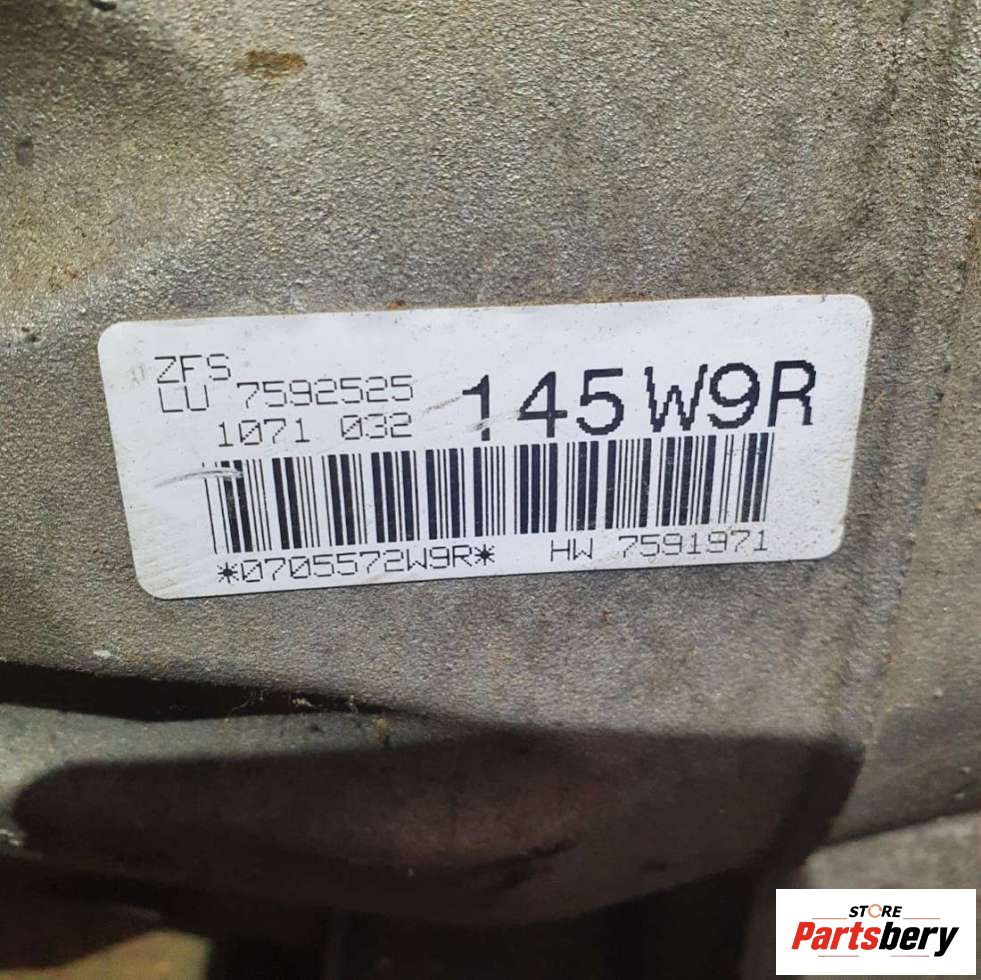 ZFS
LU 7592525
1071 032
145W9R
*0705572W9R* HW 7591971
STORE
Partsbery